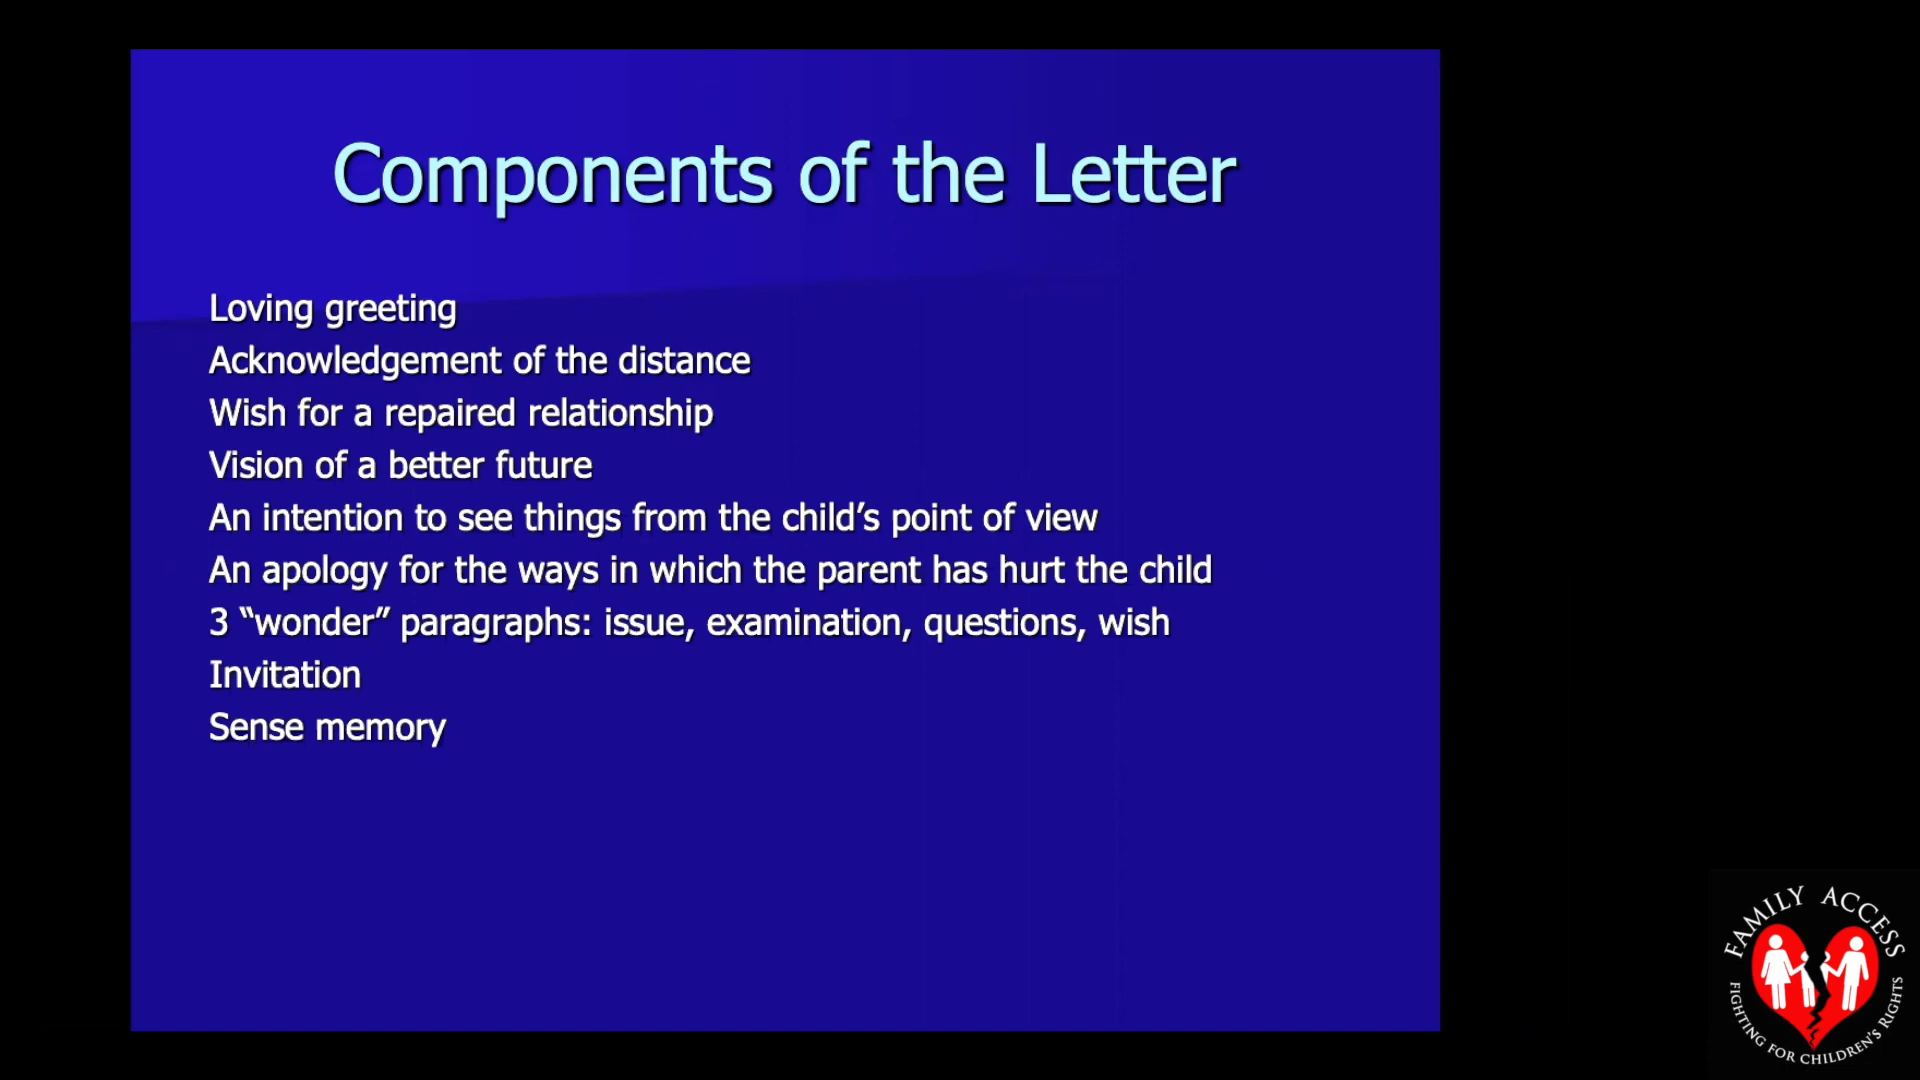 Components of the Letter
Loving greeting
Acknowledgement of the distance
Wish for a repaired relationship
Vision of a better future
An intention to see things from the child’s point of view
An apology for the ways in which the parent has hurt the child
3 “wonder” paragraphs: issue, examination, questions, wish
Invitation
Sense memory
FAMILY ACCESS
FIGHTING FOR CHILDREN'S RIGHTS